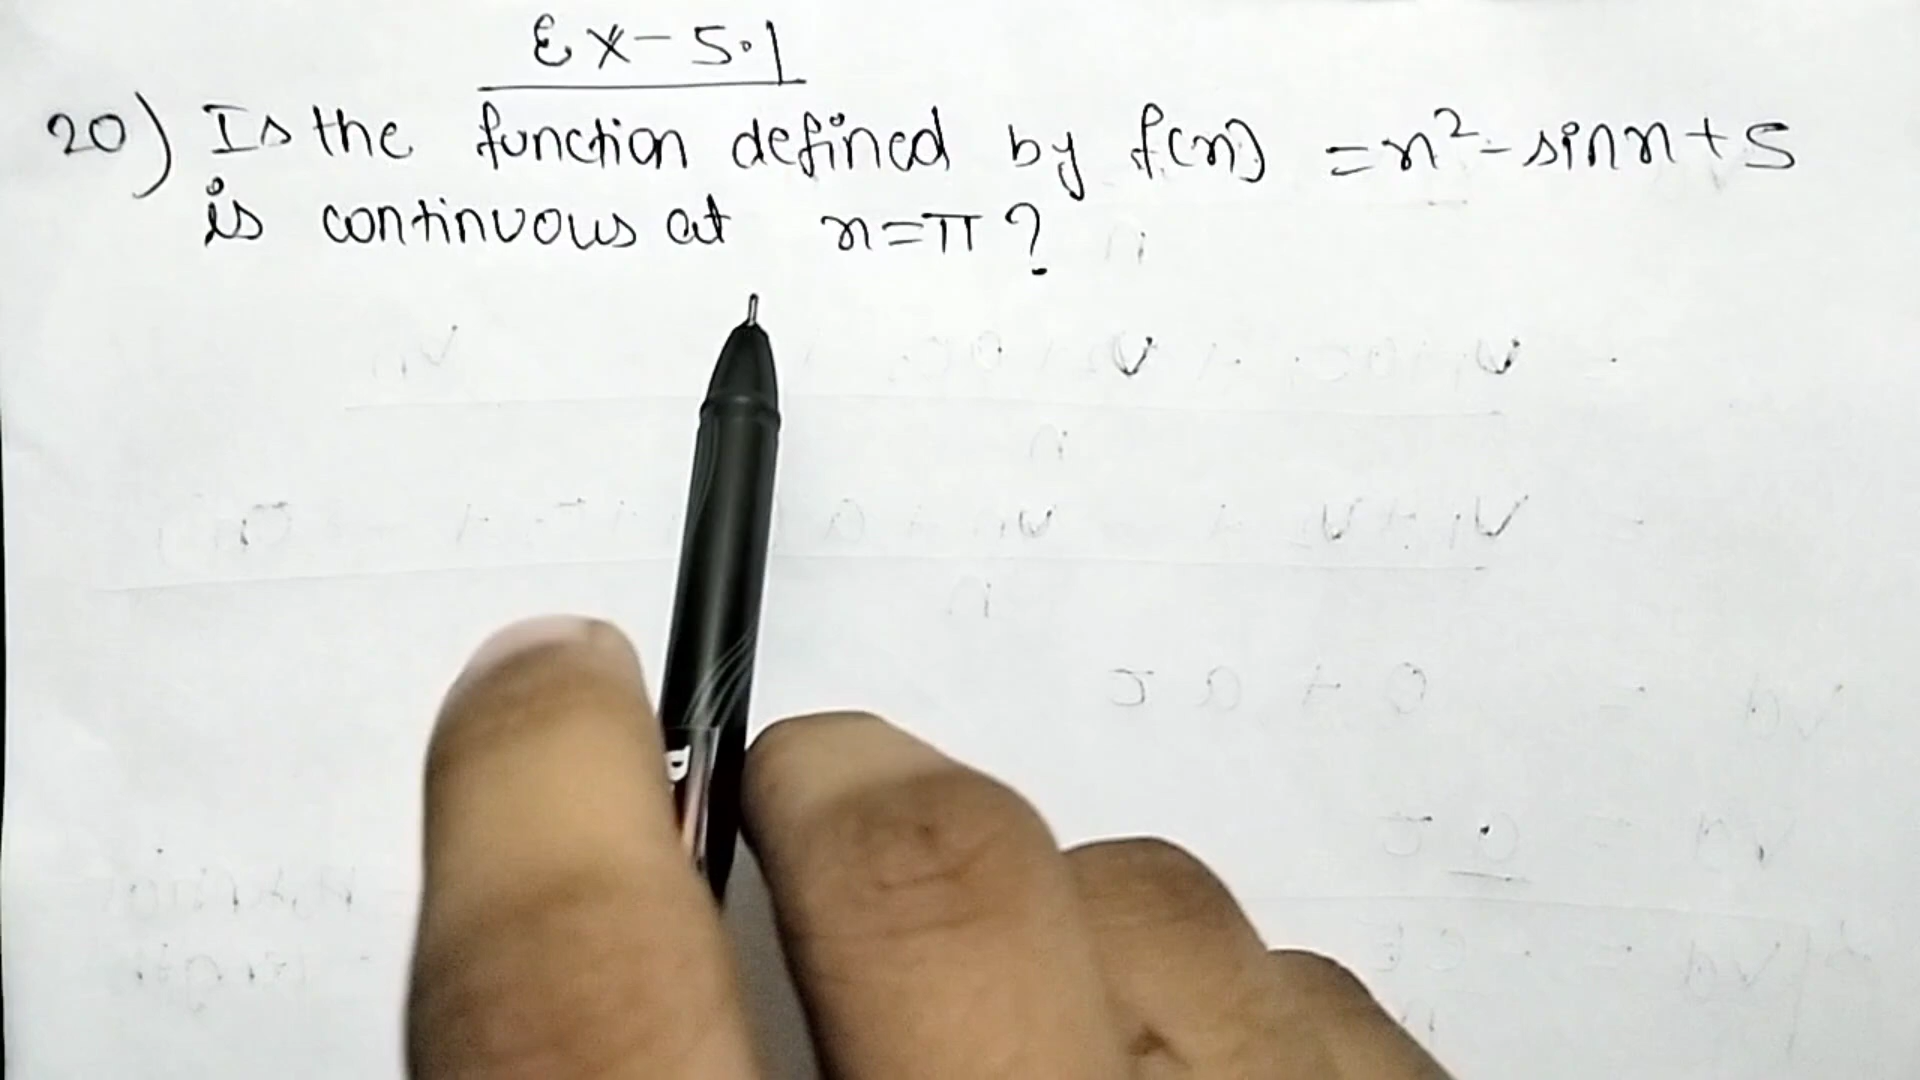 Ex-5.1
20) Is the function defined by f(x) = x²-sinx+5
is continuous at x=π?